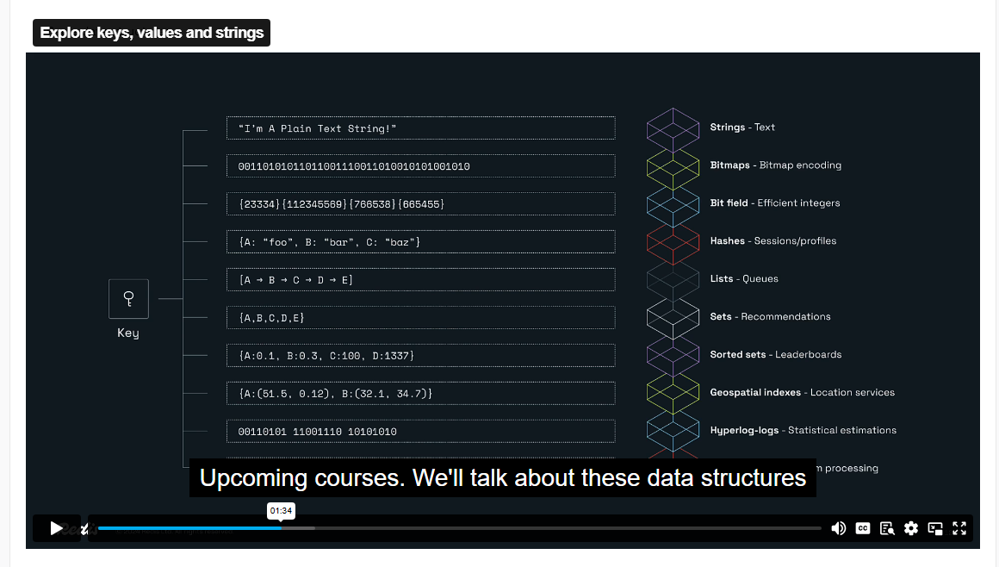 Explore keys, values and strings
"I'm A Plain Text String!"
Strings - Text
00110101011011001110011010010101001010
Bitmaps - Bitmap encoding
{23334}{112345569}{766538}{665455}
Bit field - Efficient integers
{A: "foo", B: "bar", C: "baz"}
Hashes - Sessions/profiles
[A → B → C → D → E]
Lists - Queues
{A,B,C,D,E}
Sets - Recommendations
{A:0.1, B:0.3, C:100, D:1337}
Sorted sets - Leaderboards
{A:(51.5, 0.12), B:(32.1, 34.7)}
Geospatial indexes - Location services
00110101 11001110 10101010
Hyperlog-logs - Statistical estimations
Key
processing
Upcoming courses. We'll talk about these data structures
01:34
CC